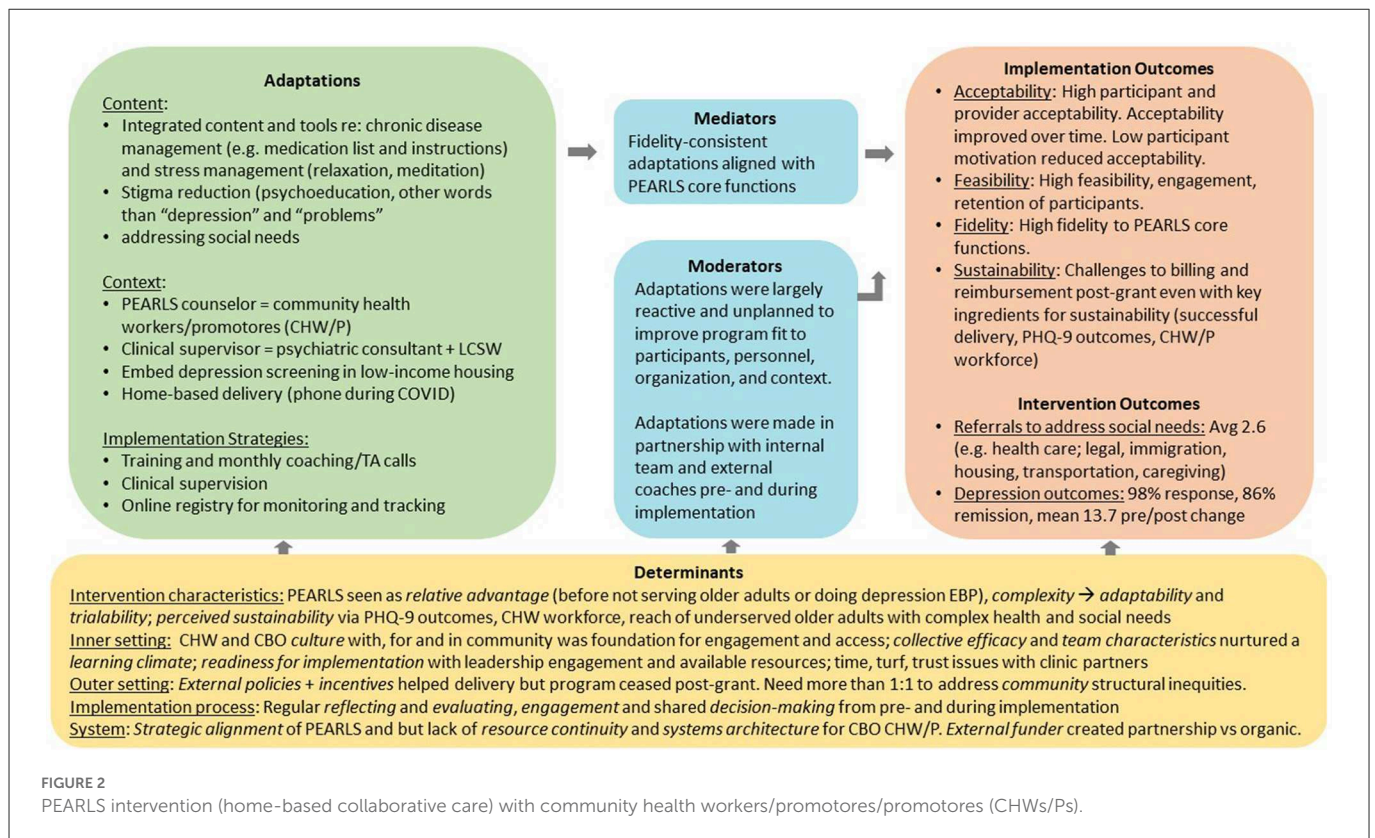 Adaptations
Content:
• Integrated content and tools re: chronic disease
management (e.g. medication list and instructions)
and stress management (relaxation, meditation)
• Stigma reduction (psychoeducation, other words
than “depression” and “problems”
• addressing social needs
Context:
• PEARLS counselor = community health
workers/promotores (CHW/P)
• Clinical supervisor = psychiatric consultant + LCSW
• Embed depression screening in low-income housing
• Home-based delivery (phone during COVID)
Implementation Strategies:
• Training and monthly coaching/TA calls
• Clinical supervision
• Online registry for monitoring and tracking
Mediators
Fidelity-consistent
adaptations aligned with
PEARLS core functions
Moderators
Adaptations were largely
reactive and unplanned to
improve program fit to
participants, personnel,
organization, and context.
Adaptations were made in
partnership with internal
team and external
coaches pre- and during
implementation
Implementation Outcomes
• Acceptability: High participant and
provider acceptability. Acceptability
improved over time. Low participant
motivation reduced acceptability.
• Feasibility: High feasibility, engagement,
retention of participants.
• Fidelity: High fidelity to PEARLS core
functions.
• Sustainability: Challenges to billing and
reimbursement post-grant even with key
ingredients for sustainability (successful
delivery, PHQ-9 outcomes, CHW/P
workforce)
Intervention Outcomes
• Referrals to address social needs: Avg 2.6
(e.g. health care; legal, immigration,
housing, transportation, caregiving)
• Depression outcomes: 98% response, 86%
remission, mean 13.7 pre/post change
Determinants
Intervention characteristics: PEARLS seen as relative advantage (before not serving older adults or doing depression EBP), complexity → adaptability and
trialability; perceived sustainability via PHQ-9 outcomes, CHW workforce, reach of underserved older adults with complex health and social needs
Inner setting: CHW and CBO culture with, for and in community was foundation for engagement and access; collective efficacy and team characteristics nurtured a
learning climate; readiness for implementation with leadership engagement and available resources; time, turf, trust issues with clinic partners
Outer setting: External policies + incentives helped delivery but program ceased post-grant. Need more than 1:1 to address community structural inequities.
Implementation process: Regular reflecting and evaluating, engagement and shared decision-making from pre- and during implementation
System: Strategic alignment of PEARLS and but lack of resource continuity and systems architecture for CBO CHW/P. External funder created partnership vs organic.
FIGURE 2
PEARLS intervention (home-based collaborative care) with community health workers/promotores/promotores (CHWs/Ps).